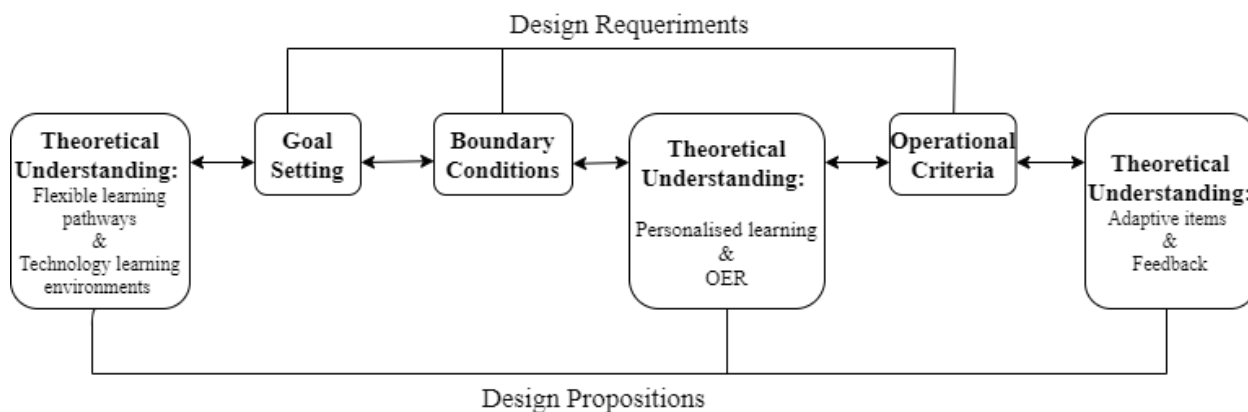 Design Requeriments
Theoretical
Understanding:
Flexible learning
pathways
&
Technology learning
environments
Goal
Setting
Boundary
Conditions
Theoretical
Understanding:
Personalised learning
&
OER
Operational
Criteria
Theoretical
Understanding:
Adaptive items
&
Feedback
Design Propositions